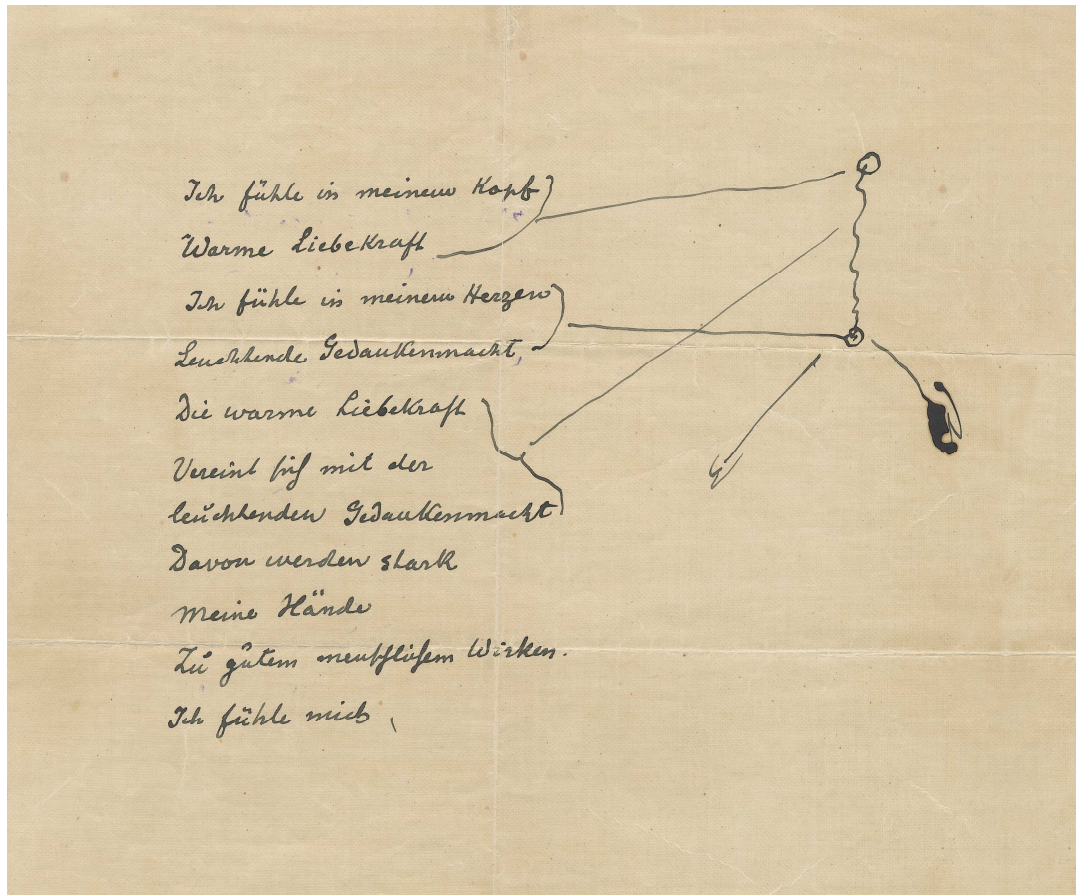 Ich fühle in meinem Kopf
Warme Liebekraft
Ich fühle in meinem Herzen
Leuchtende Gedankenmacht,
Die warme Liebekraft
Vereint sich mit der
leuchtenden Gedankenmacht
Davon werden stark
Meine Hände
Zu gutem menschlichem Wirken.
Ich fühle mich